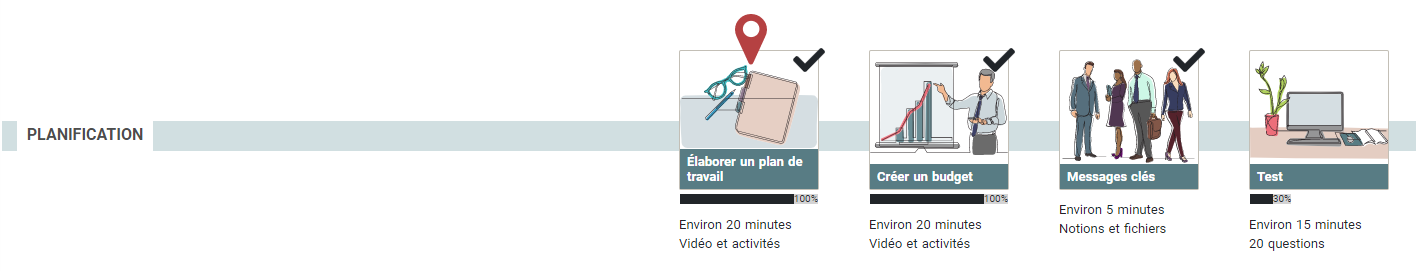 PLANIFICATION
Élaborer un plan de
travail
100%
Environ 20 minutes
Vidéo et activités
Créer un budget
100%
Environ 20 minutes
Vidéo et activités
Messages clés
Environ 5 minutes
Notions et fichiers
Test
30%
Environ 15 minutes
20 questions